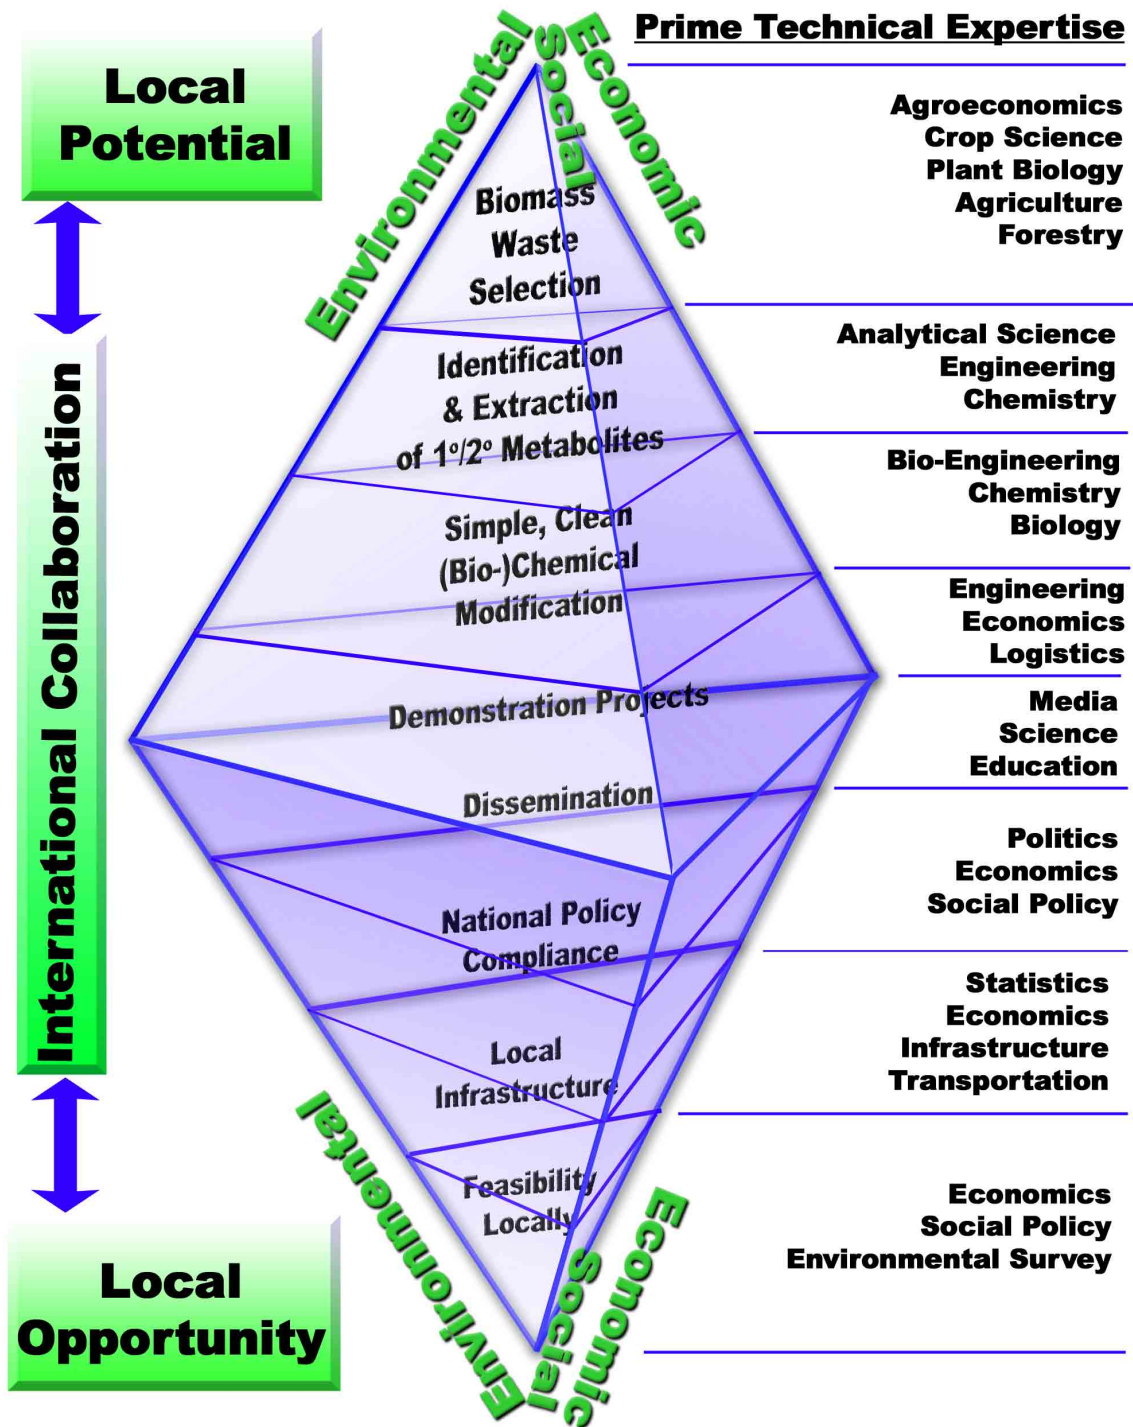 Prime Technical Expertise
Local
Potential
International Collaboration
Local
Opportunity
Environmental
Social
Economic
Biomass
Waste
Selection
Identification
& Extraction
of 1º/2º Metabolites
Simple, Clean
(Bio-)Chemical
Modification
Demonstration Projects
Dissemination
National Policy
Compliance
Local
Infrastructure
Feasibility
Locally
Environmental
Social
Economic
Agroeconomics
Crop Science
Plant Biology
Agriculture
Forestry
Analytical Science
Engineering
Chemistry
Bio-Engineering
Chemistry
Biology
Engineering
Economics
Logistics
Media
Science
Education
Politics
Economics
Social Policy
Statistics
Economics
Infrastructure
Transportation
Economics
Social Policy
Environmental Survey